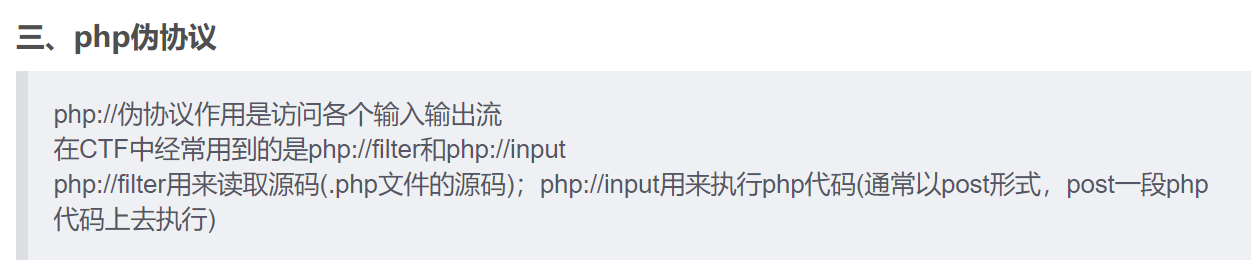 三、php伪协议
php://伪协议作用是访问各个输入输出流
在CTF中经常用到的是php://filter和php://input
php://filter用来读取源码(.php文件的源码)；php://input用来执行php代码(通常以post形式，post一段php
代码上去执行)